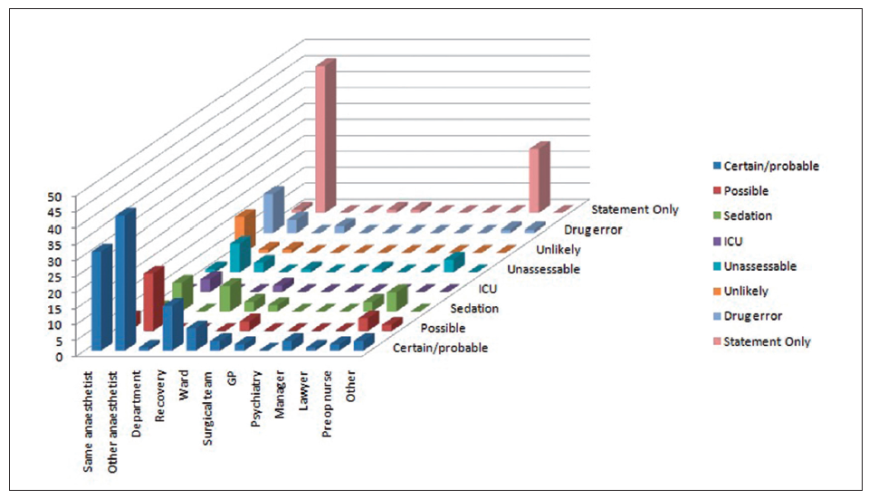 50
45
40
35
30
25
20
15
10
5
0
Same anaesthetist
Other anaesthetist
Department
Recovery
Ward
Surgical team
GP
Psychiatry
Manager
Lawyer
Preop nurse
Other
Statement Only
Drug error
Unlikely
Unassessable
ICU
Sedation
Possible
Certain/probable
Certain/probable
Possible
Sedation
ICU
Unassessable
Unlikely
Drug error
Statement Only